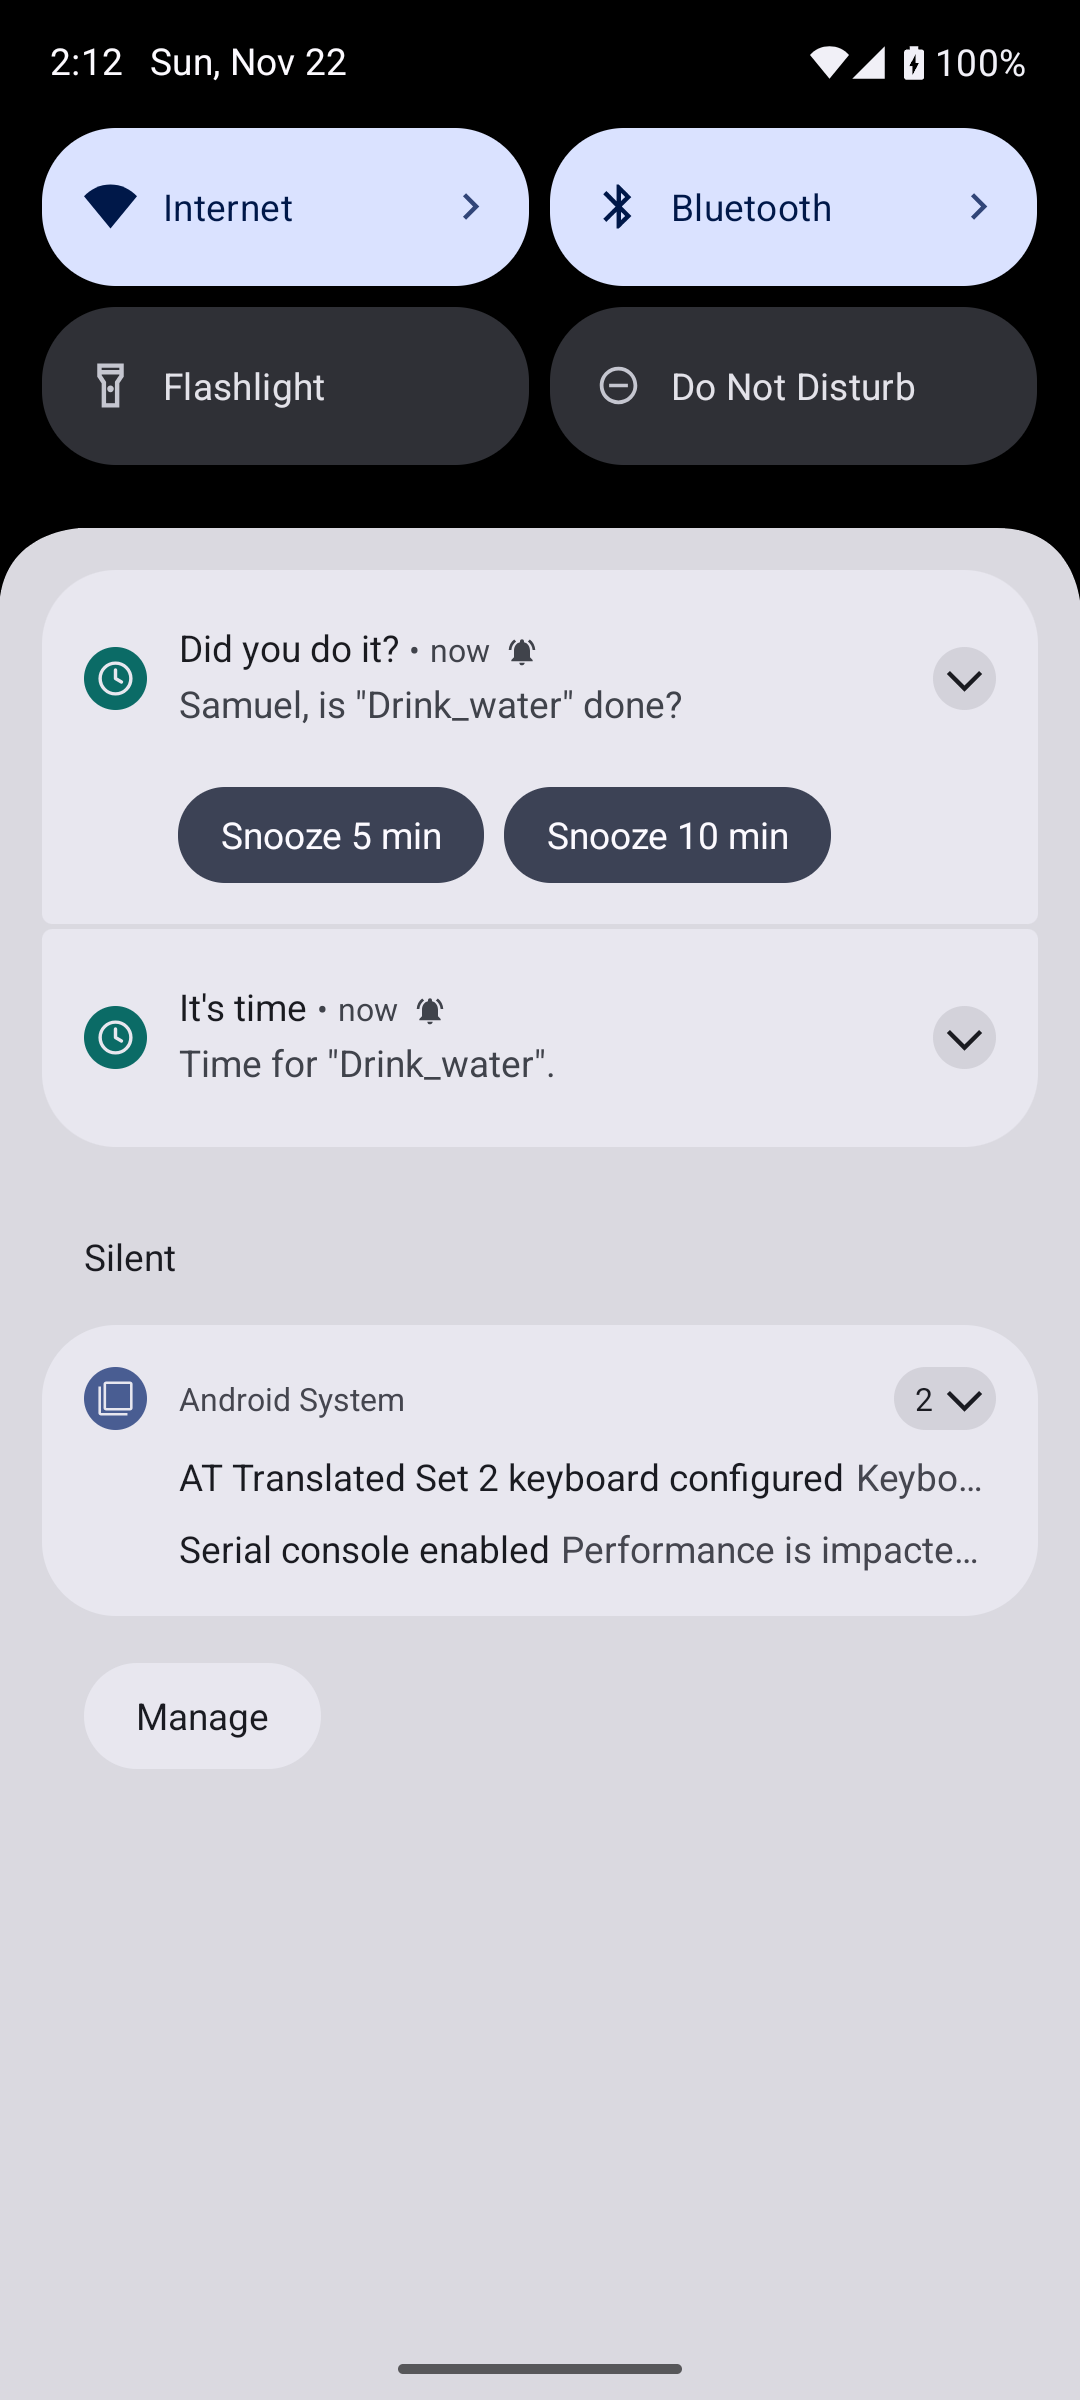 2:12 Sun, Nov 22 100%
Internet
Bluetooth
Flashlight
Do Not Disturb
Did you do it? • now
Samuel, is "Drink_water" done?
Snooze 5 min
Snooze 10 min
It's time • now
Time for "Drink_water".
Silent
Android System 2
AT Translated Set 2 keyboard configured Keybo…
Serial console enabled Performance is impacte…
Manage